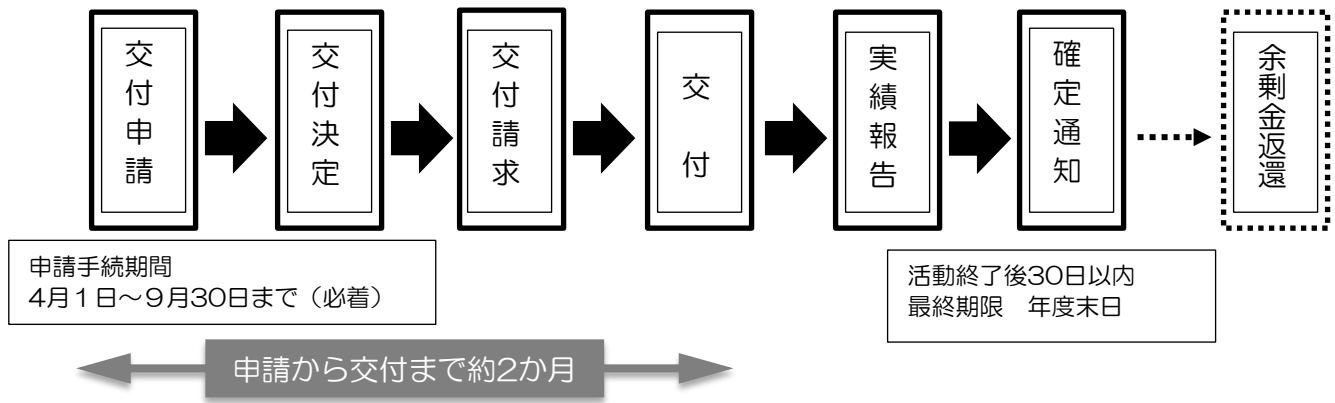 交付申請
交付決定
交付請求
交付
実績報告
確定通知
余剰金返還
申請手続期間
4月1日～9月30日まで（必着）
活動終了後30日以内
最終期限　年度末日
申請から交付まで約2か月